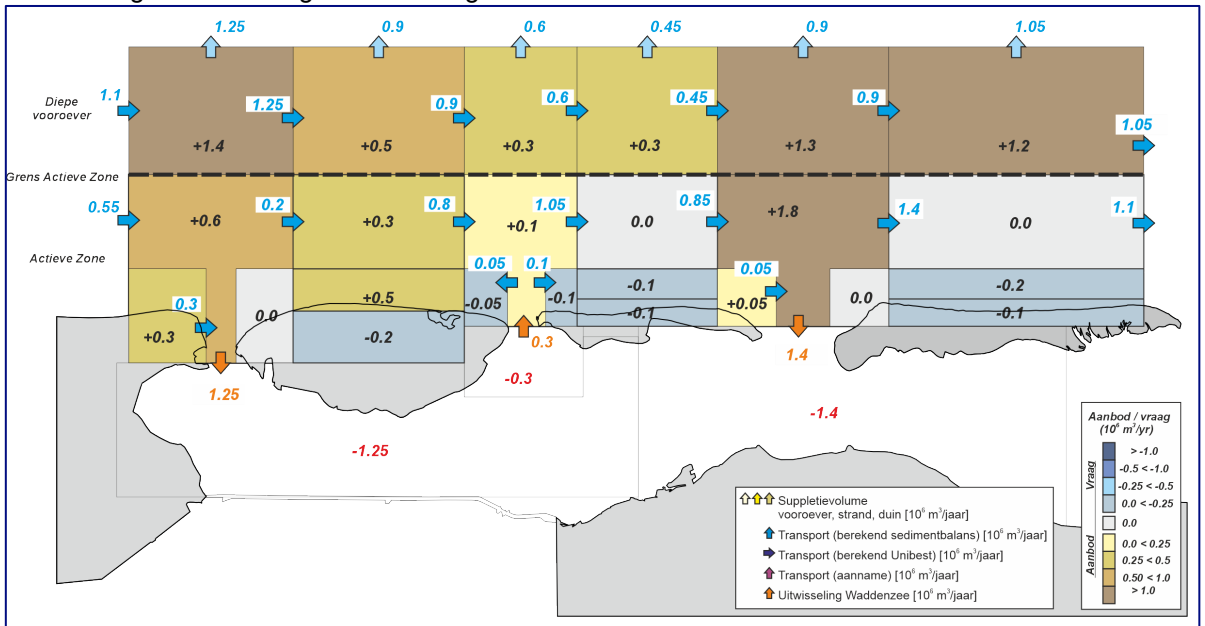 1.25 0.9 0.6 0.45 0.9 1.05
1.1 1.25 0.9 0.6 0.45 0.9 1.05
Diepe
vooroever
+1.4 +0.5 +0.3 +0.3 +1.3 +1.2
Grens Actieve Zone
0.55 0.2 0.8 1.05 0.85 1.4 1.1
+0.6 +0.3 +0.1 0.0 +1.8 0.0
Actieve Zone
0.05 0.1 0.05
0.3 +0.5 -0.05 -0.1 -0.1 +0.05 0.0 -0.2
+0.3 0.0 -0.2 -0.1 -0.1
0.3 1.4
1.25 -0.3 -1.4
-1.25
Aanbod / vraag
(10⁶ m³/yr)
Vraag
> -1.0
-0.5 < -1.0
-0.25 < -0.5
0.0 < -0.25
0.0
Aanbod
0.0 < 0.25
0.25 < 0.5
0.50 < 1.0
> 1.0
Suppletievolume
vooroever, strand, duin [10⁶ m³/jaar]
Transport (berekend sedimentbalans) [10⁶ m³/jaar]
Transport (berekend Unibest) [10⁶ m³/jaar]
Transport (aanname) [10⁶ m³/jaar]
Uitwisseling Waddenzee [10⁶ m³/jaar]